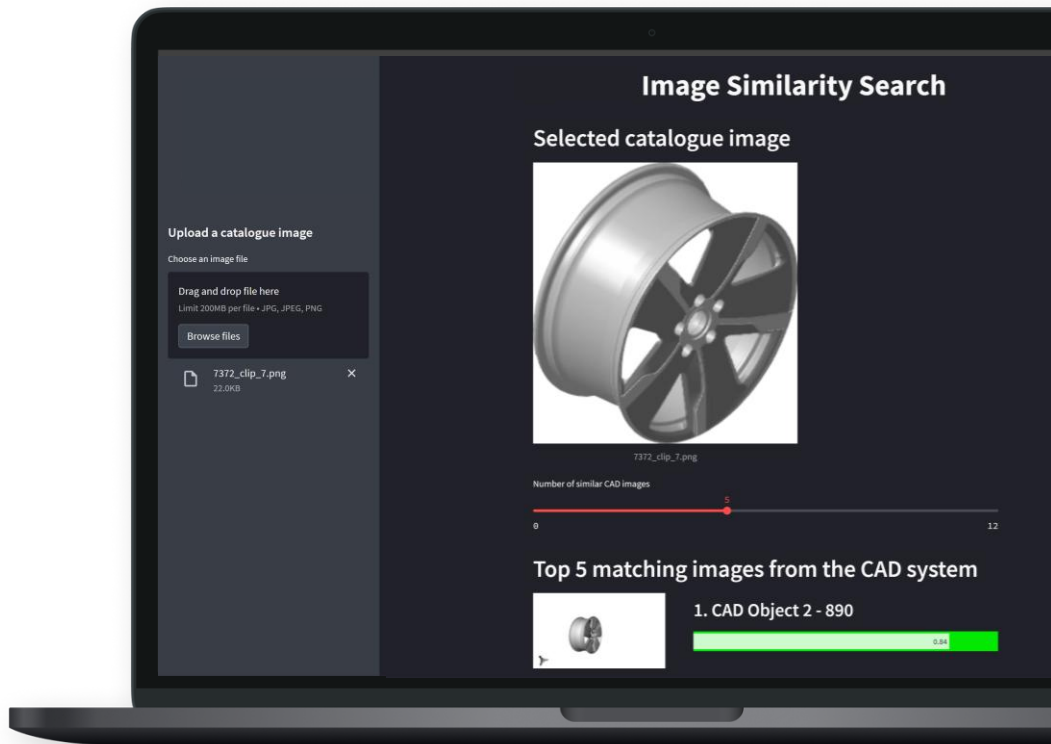 Image Similarity Search
Selected catalogue image
Upload a catalogue image
Choose an image file
Drag and drop file here
Limit 200MB per file • JPG, JPEG, PNG
Browse files
7372_clip_7.png
22.0KB
7372_clip_7.png
Number of similar CAD images
5
0
12
Top 5 matching images from the CAD system
1. CAD Object 2 - 890
0.84